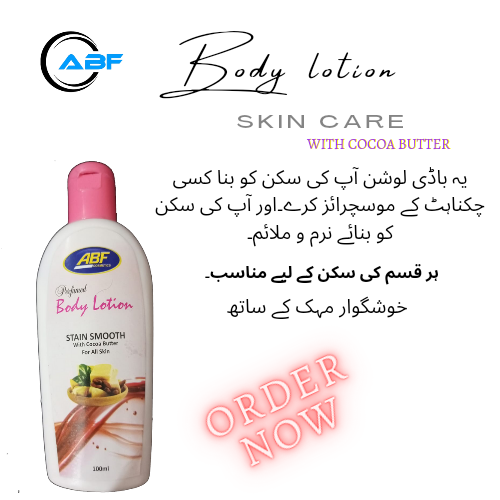 ABF
Body lotion
SKIN CARE
WITH COCOA BUTTER
یہ باڈی لوشن آپ کی سکن کو بنا کسی
چکناہٹ کے موسچرائز کرے۔اور آپ کی سکن
کو بنائے نرم و ملائم۔
ہر قسم کی سکن کے لیے مناسب۔
خوشگوار مہک کے ساتھ
ABF
COSMETICS
Perfumed
Body Lotion
STAIN SMOOTH
With Cocoa Butter
For All Skin
100ml
ORDER
NOW